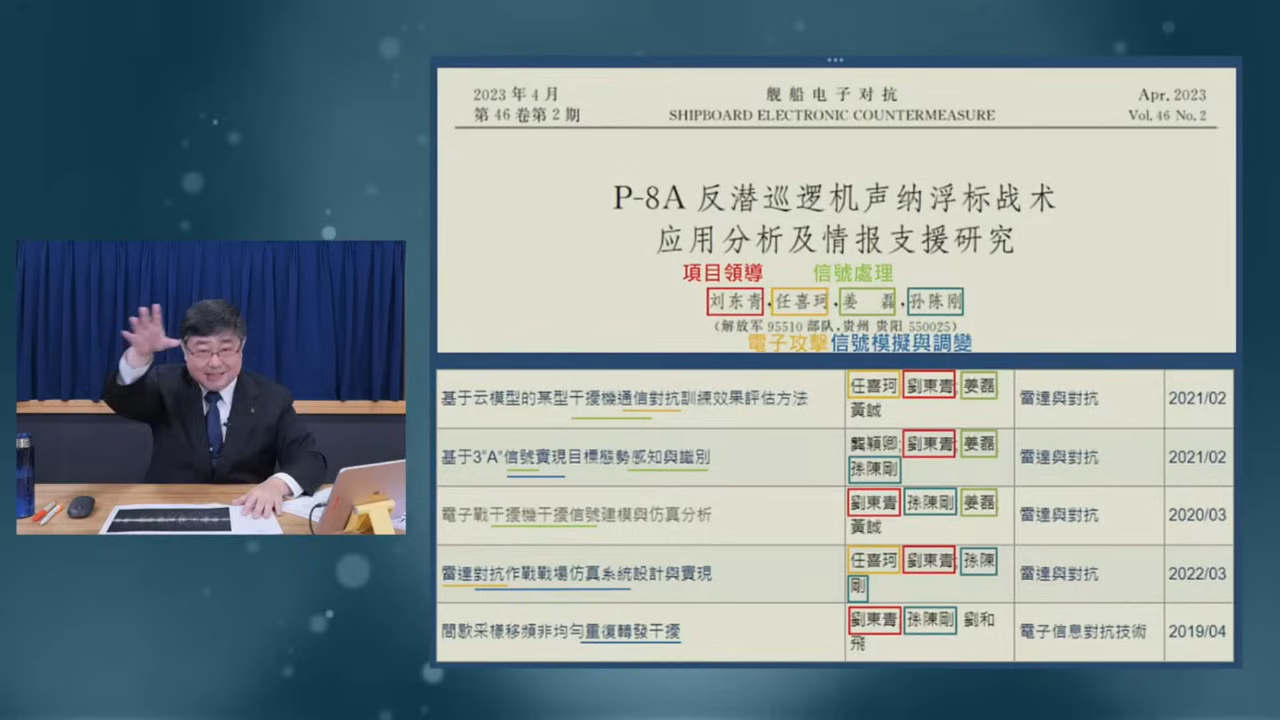 2023年4月
第46卷第2期
舰船电子对抗
SHIPBOARD ELECTRONIC COUNTERMEASURE
Apr. 2023
Vol. 46 No. 2
P-8A 反潜巡逻机声纳浮标战术
应用分析及情报支援研究
項目領導 信號處理
刘东青,任喜珂,姜 磊,孙陈刚
(解放军 95510 部队,贵州 贵阳 550025)
電子攻擊信號模擬與調變
基于云模型的某型干擾機通信對抗訓練效果評估方法
任喜珂 劉東青; 姜磊
黃誠
雷達與對抗
2021/02
基于3"A"信號實現目標態勢感知與識別
龔穎卿; 劉東青; 姜磊
孫陳剛
雷達與對抗
2021/02
電子戰干擾機干擾信號建模與仿真分析
劉東青 孫陳剛; 姜磊
黃誠
雷達與對抗
2020/03
雷達對抗作戰戰場仿真系統設計與實現
任喜珂 劉東青; 孫陳
剛
雷達與對抗
2022/03
間歇采樣移頻非均勻重復轉發干擾
劉東青 孫陳剛; 劉和
飛
電子信息對抗技術
2019/04